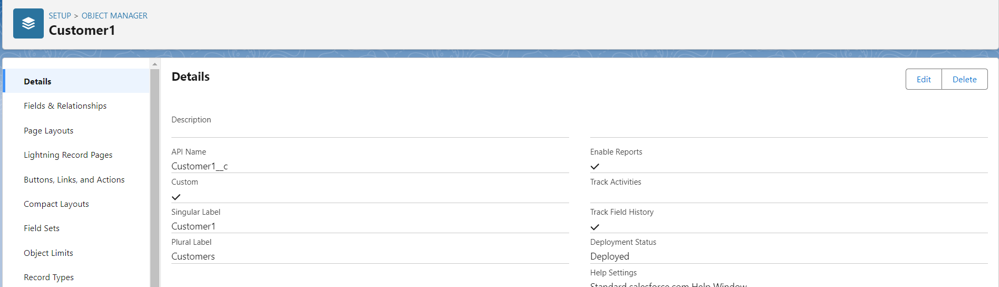 SETUP > OBJECT MANAGER
Customer1
Details
Fields & Relationships
Page Layouts
Lightning Record Pages
Buttons, Links, and Actions
Compact Layouts
Field Sets
Object Limits
Record Types
Details
Edit
Delete
Description
API Name
Customer1__c
Custom
Singular Label
Customer1
Plural Label
Customers
Enable Reports
Track Activities
Track Field History
Deployment Status
Deployed
Help Settings
Standard salesforce.com Help Window